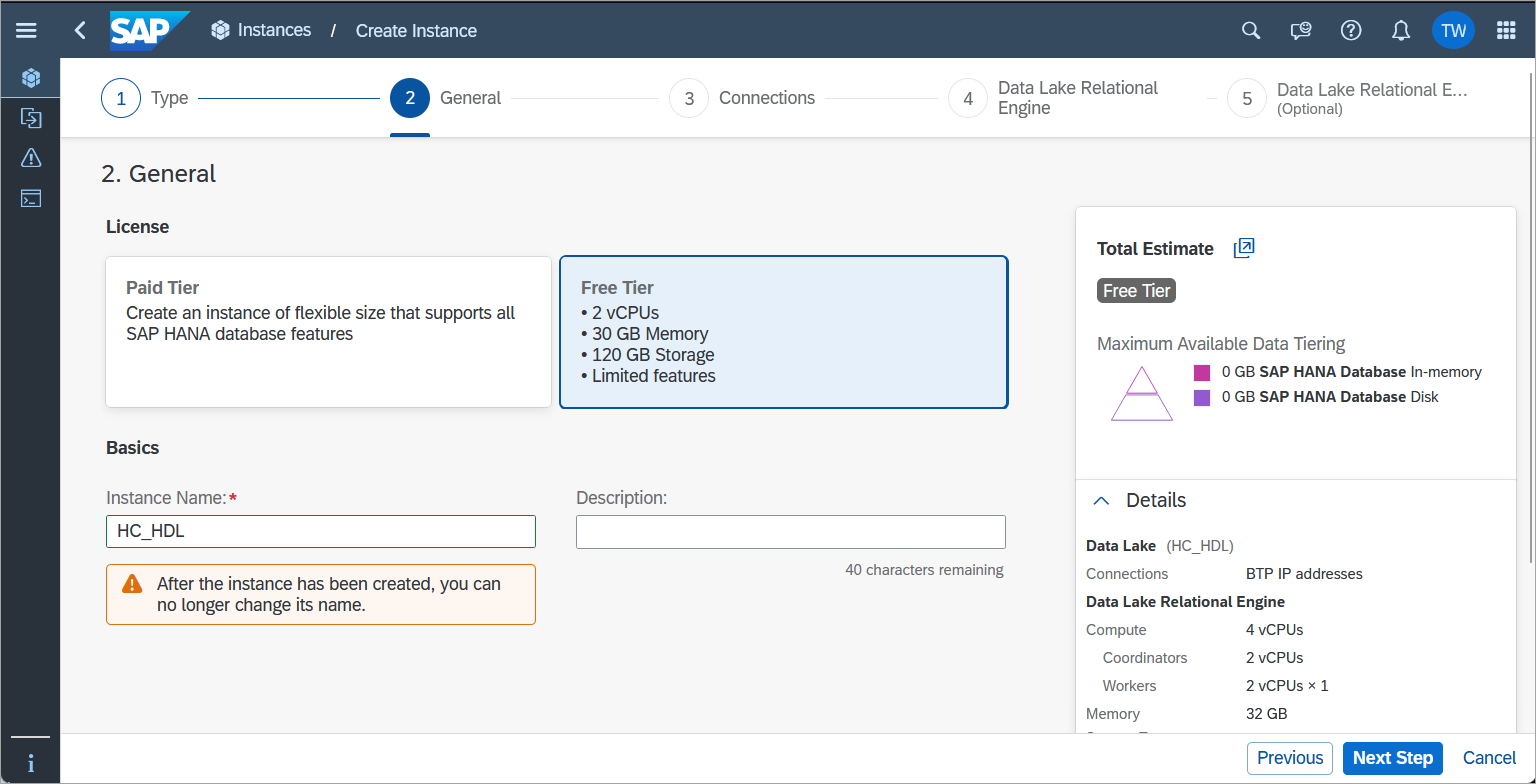 SAP Instances / Create Instance TW
1 Type 2 General 3 Connections 4 Data Lake Relational Engine 5 Data Lake Relational E... (Optional)
2. General
License
Paid Tier
Create an instance of flexible size that supports all
SAP HANA database features
Free Tier
• 2 vCPUs
• 30 GB Memory
• 120 GB Storage
• Limited features
Basics
Instance Name:*
HC_HDL
After the instance has been created, you can
no longer change its name.
Description:
40 characters remaining
Total Estimate
Free Tier
Maximum Available Data Tiering
0 GB SAP HANA Database In-memory
0 GB SAP HANA Database Disk
Details
Data Lake (HC_HDL)
Connections BTP IP addresses
Data Lake Relational Engine
Compute 4 vCPUs
Coordinators 2 vCPUs
Workers 2 vCPUs × 1
Memory 32 GB
i
Previous Next Step Cancel